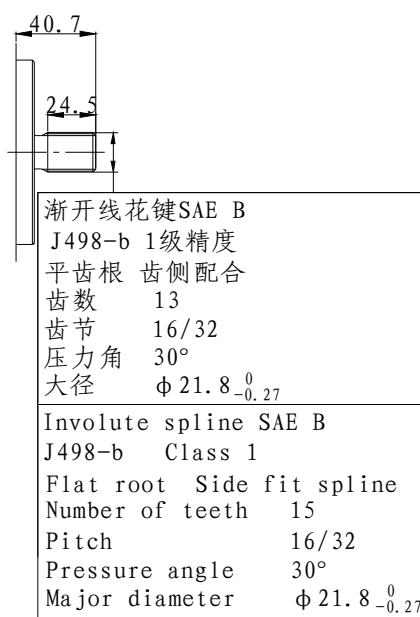 40.7
24.5
渐开线花键SAE B
J498-b 1级精度
平齿根 齿侧配合
齿数 13
齿节 16/32
压力角 30°
大径 φ21.8 0 -0.27
Involute spline SAE B
J498-b Class 1
Flat root Side fit spline
Number of teeth 15
Pitch 16/32
Pressure angle 30°
Major diameter φ21.8 0 -0.27